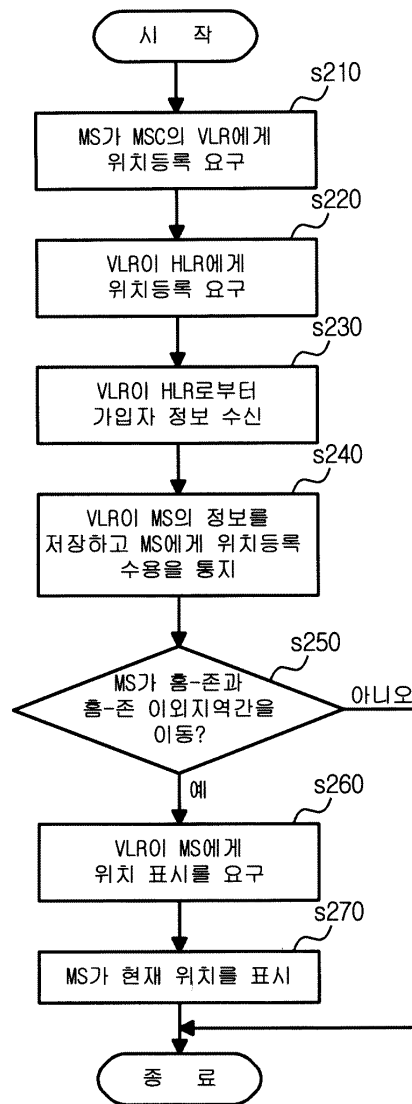 시 작
s210
MS가 MSC의 VLR에게
위치등록 요구
s220
VLR이 HLR에게
위치등록 요구
s230
VLR이 HLR로부터
가입자 정보 수신
s240
VLR이 MS의 정보를
저장하고 MS에게 위치등록
수용을 통지
s250
MS가 홈-존과
홈-존 이외지역간을
이동?
아니오
예
s260
VLR이 MS에게
위치 표시를 요구
s270
MS가 현재 위치를 표시
종 료